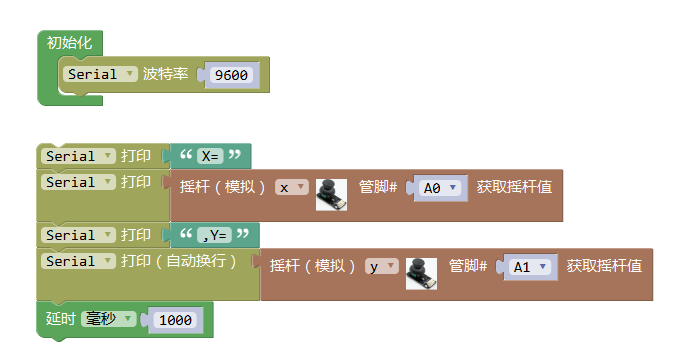 初始化
Serial 波特率 9600
Serial 打印 “ X= ”
Serial 打印 摇杆（模拟） x 管脚# A0 获取摇杆值
Serial 打印 “ ,Y= ”
Serial 打印（自动换行） 摇杆（模拟） y 管脚# A1 获取摇杆值
延时 毫秒 1000